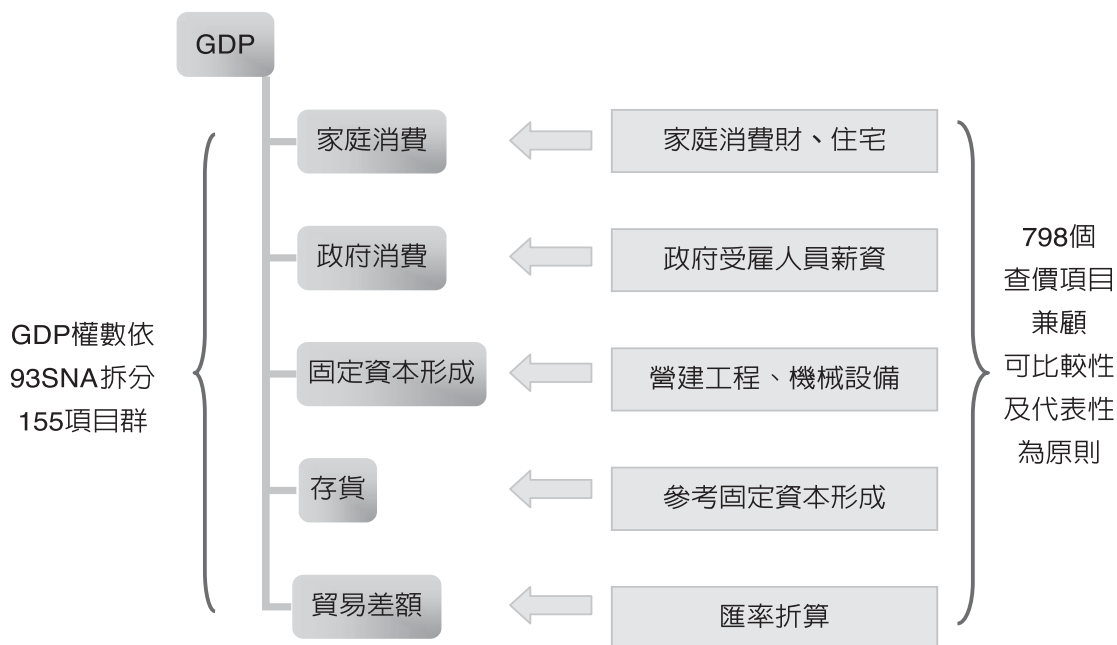 GDP
家庭消費
家庭消費財、住宅
政府消費
政府受雇人員薪資
固定資本形成
營建工程、機械設備
存貨
參考固定資本形成
貿易差額
匯率折算
GDP權數依
93SNA拆分
155項目群
798個
查價項目
兼顧
可比較性
及代表性
為原則